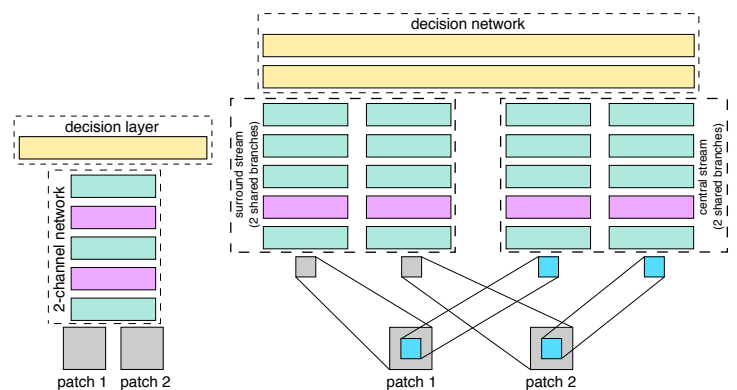 decision layer
2-channel network
patch 1
patch 2
decision network
surround stream
(2 shared branches)
central stream
(2 shared branches)
patch 1
patch 2